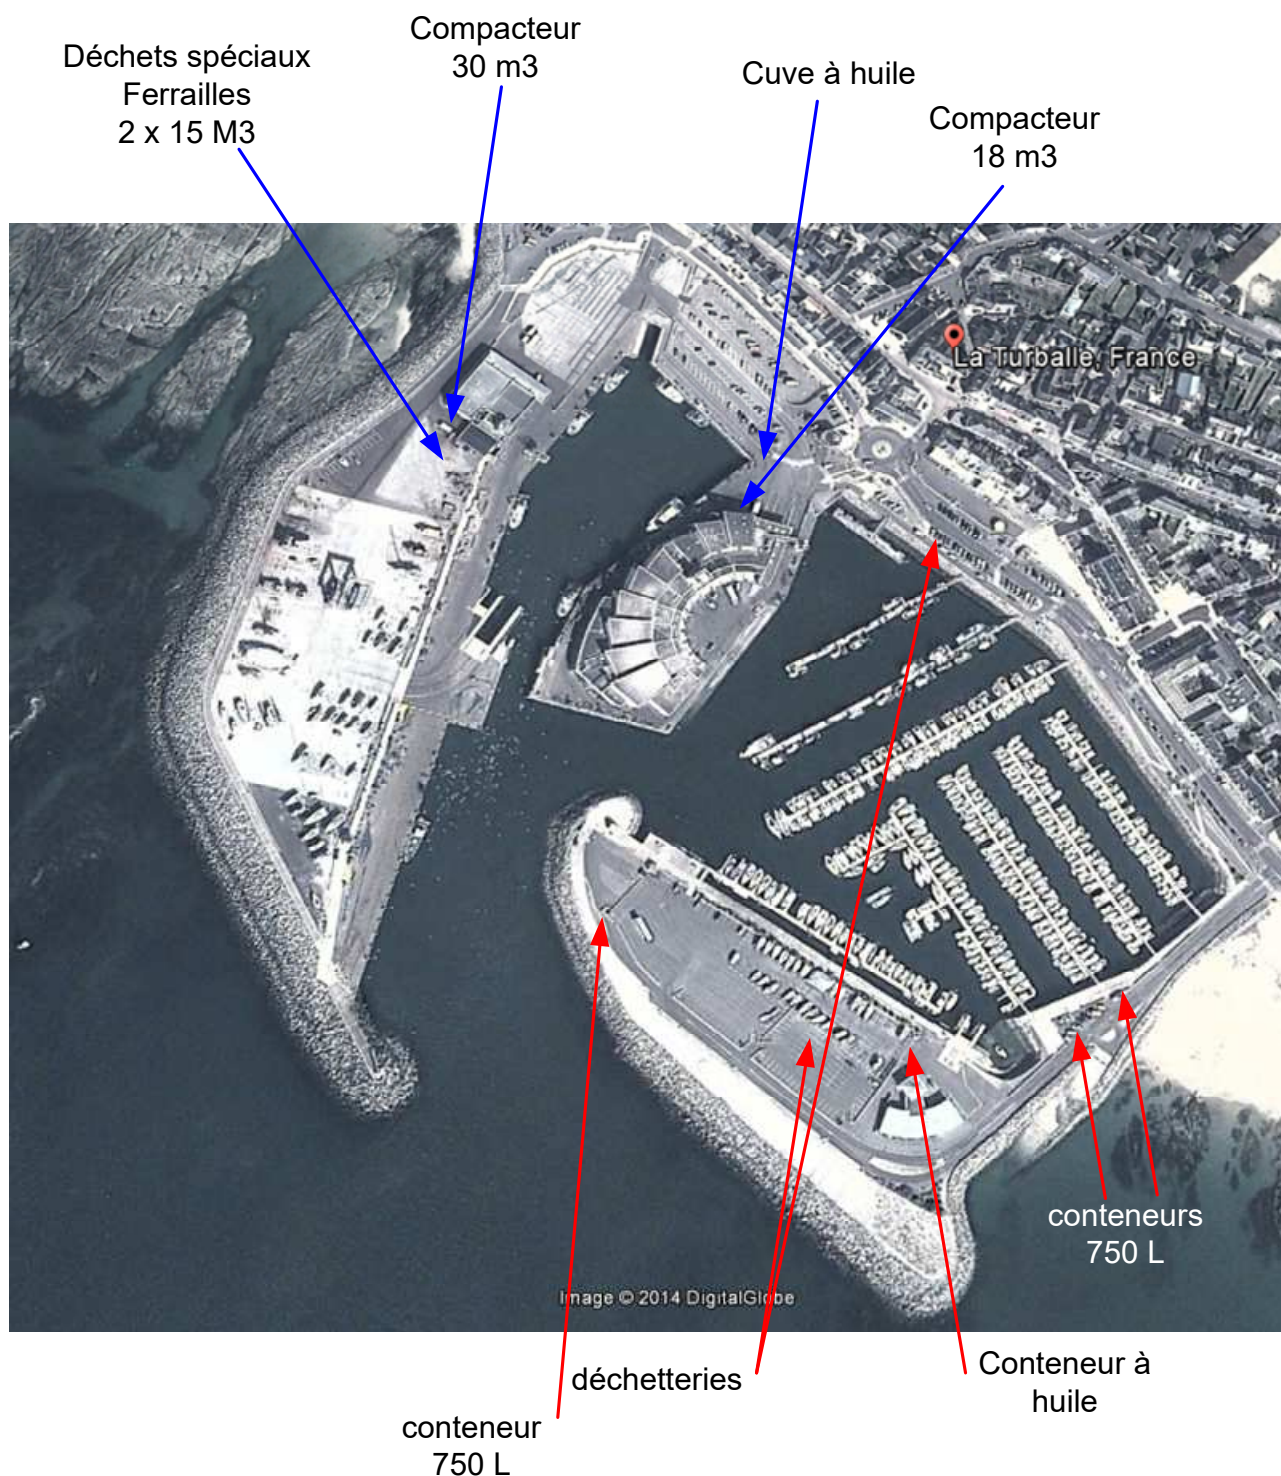 Compacteur
30 m3
Déchets spéciaux
Ferrailles
2 x 15 M3
Cuve à huile
Compacteur
18 m3
La Turballe, France
conteneurs
750 L
Image © 2014 DigitalGlobe
déchetteries
Conteneur à
huile
conteneur
750 L